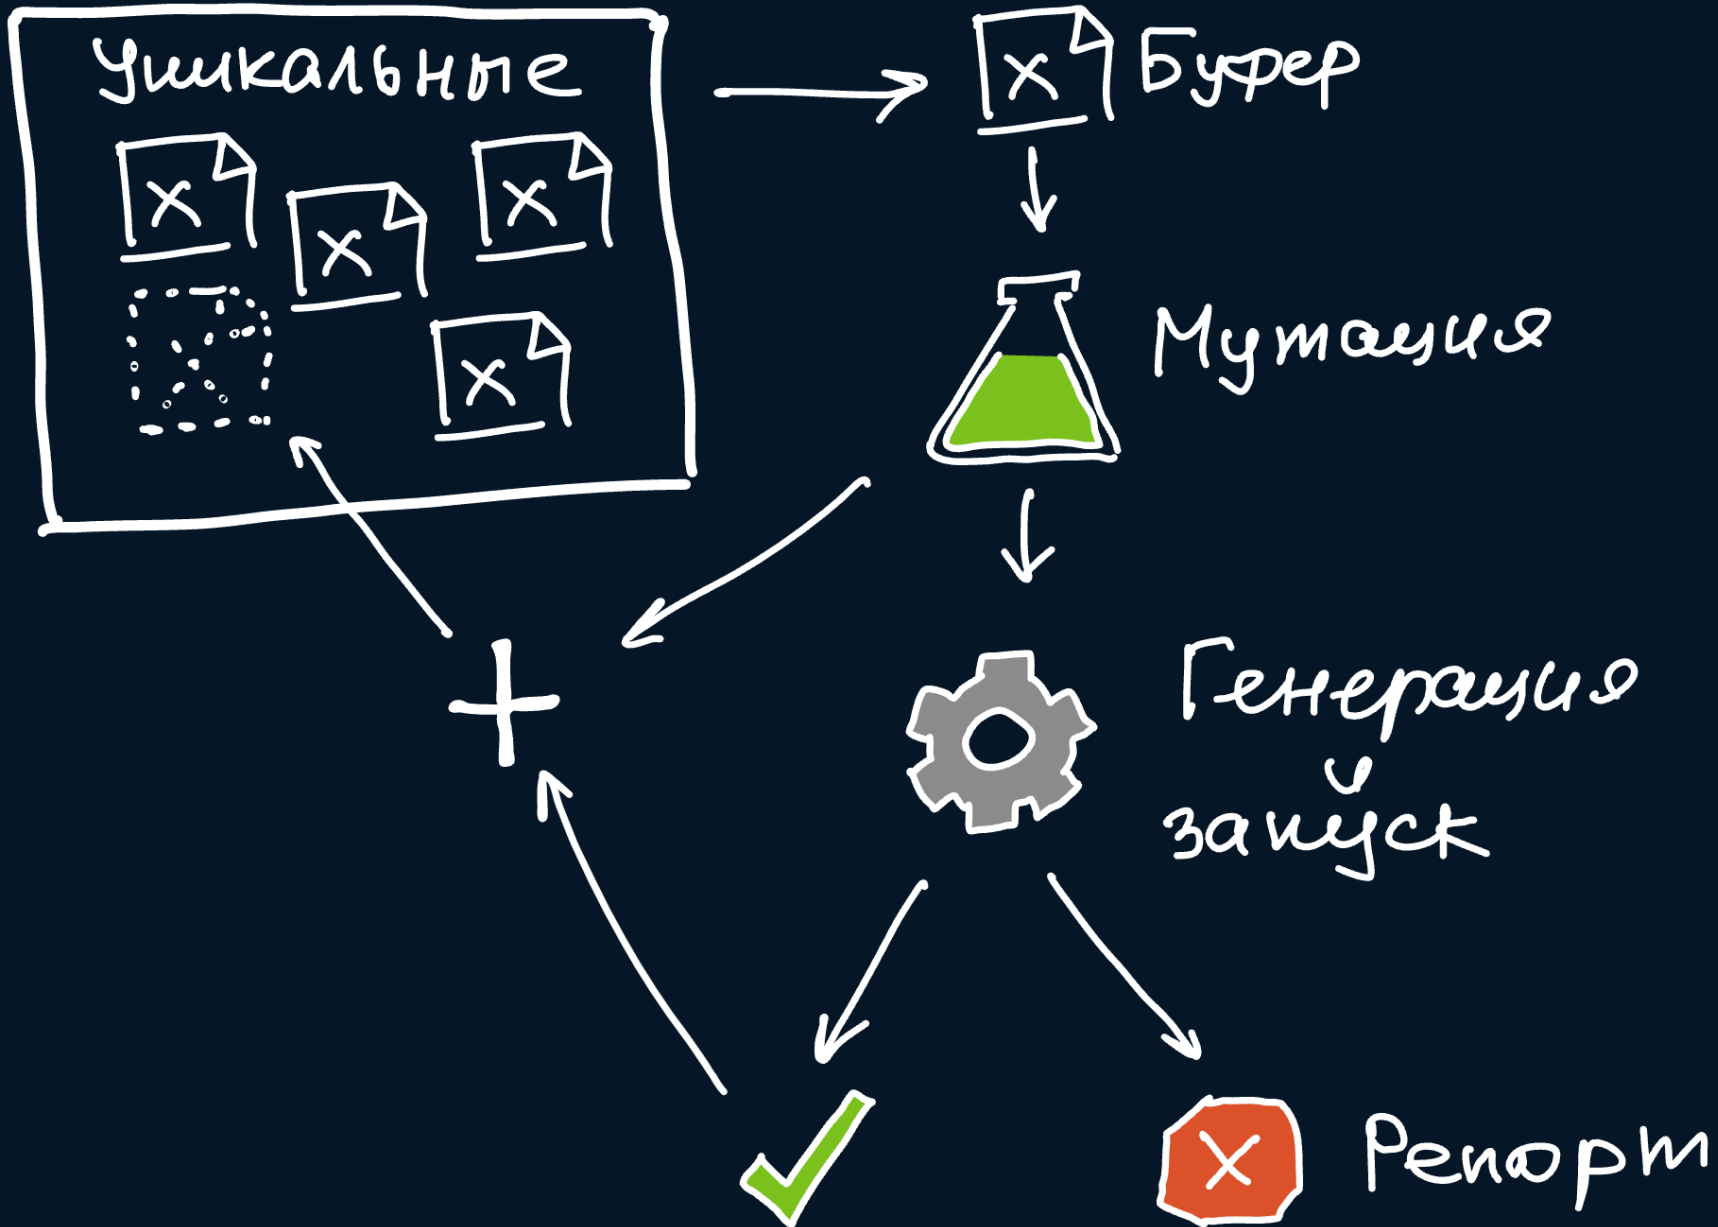 Уникальные
Буфер
Мутация
Генерация
и
запуск
Репорт